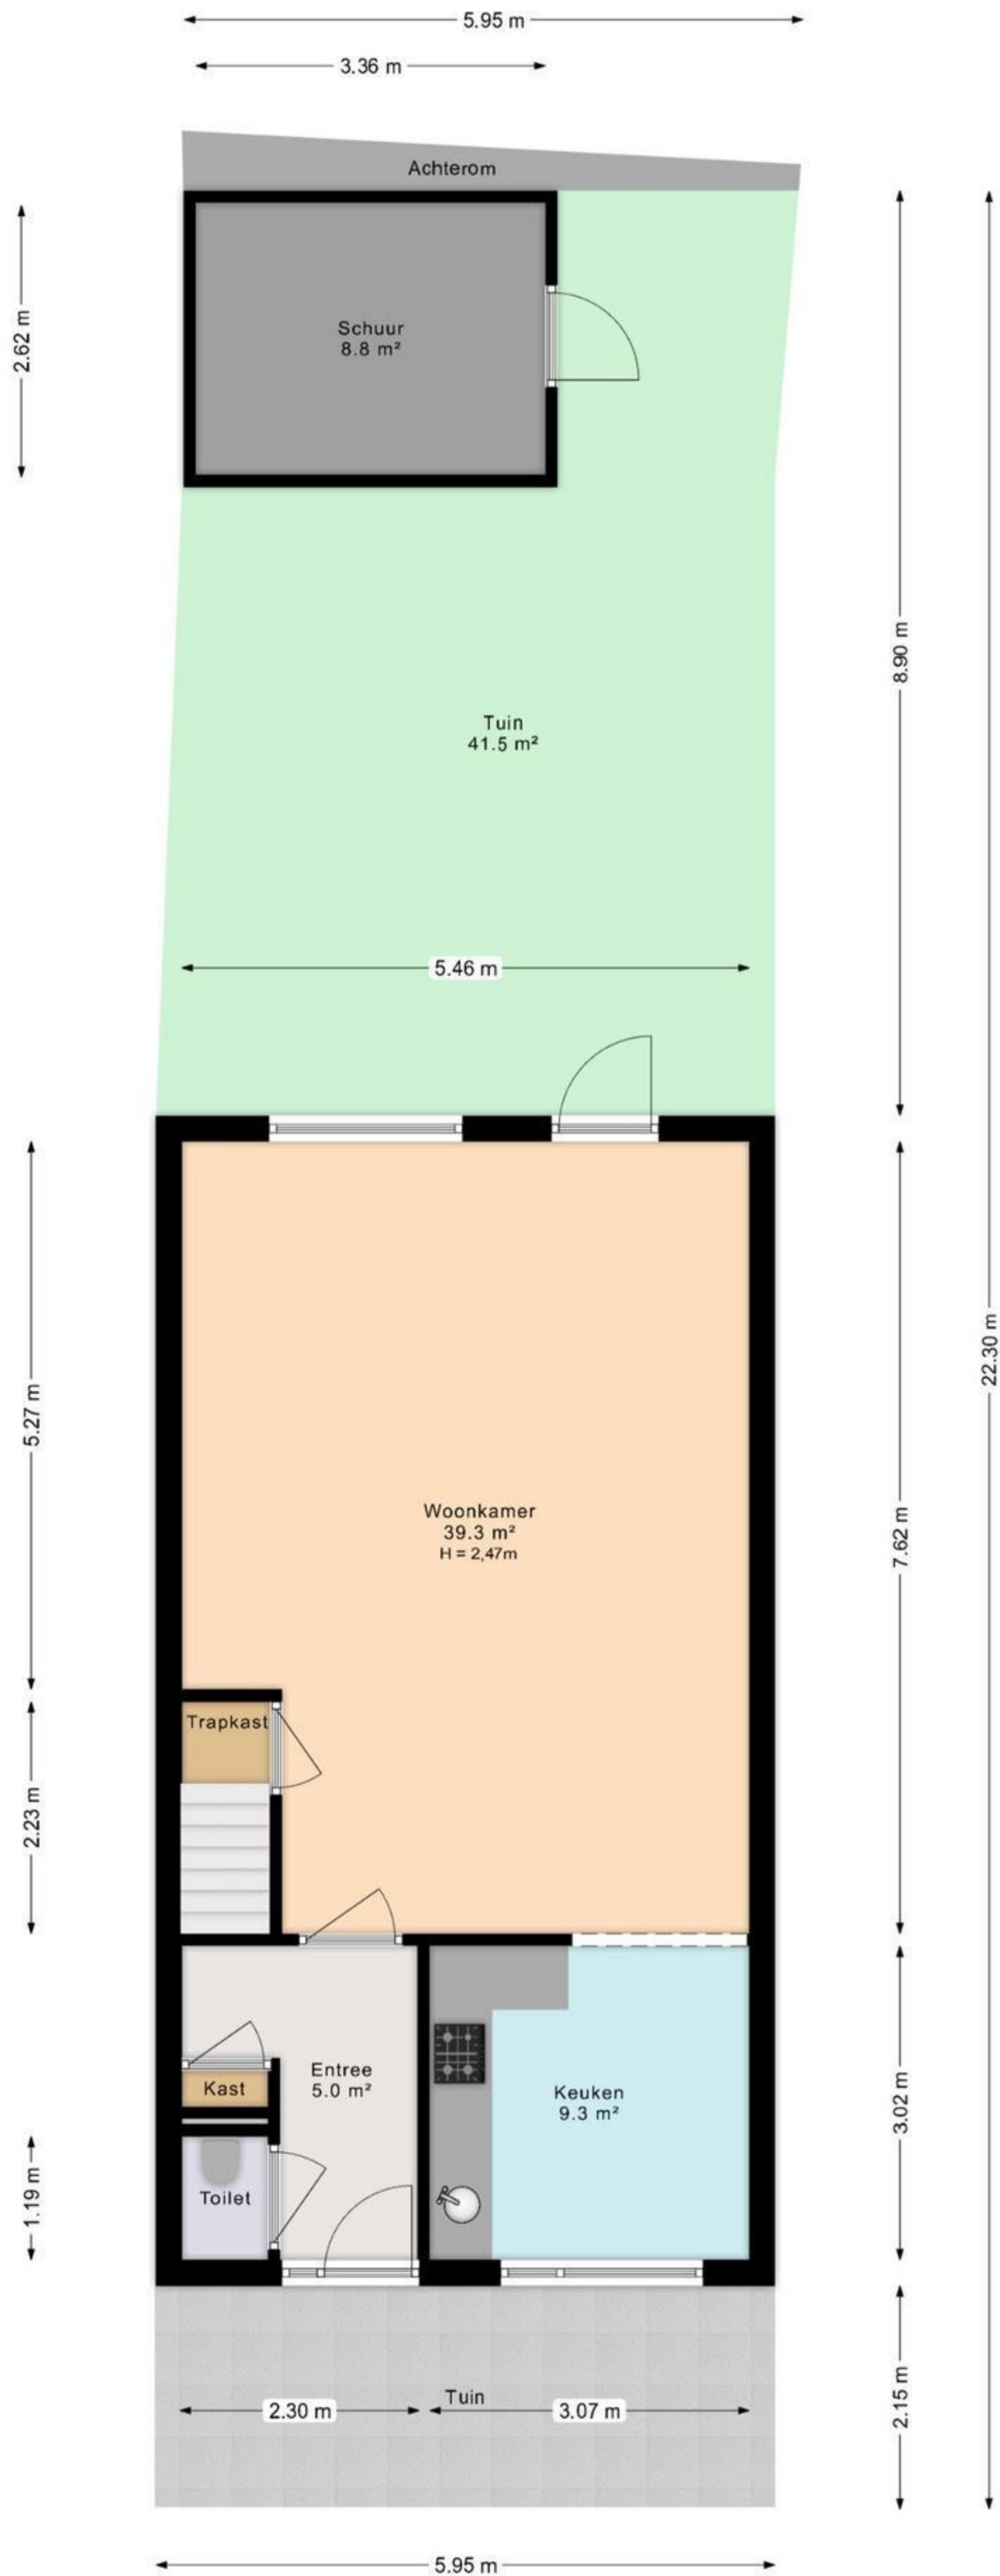 5.95 m
3.36 m
Achterom
2.62 m
Schuur
8.8 m²
8.90 m
Tuin
41.5 m²
5.46 m
22.30 m
5.27 m
Woonkamer
39.3 m²
H = 2,47m
7.62 m
Trapkast
2.23 m
Entree
5.0 m²
Kast
Keuken
9.3 m²
3.02 m
1.19 m
Toilet
Tuin
2.30 m
3.07 m
2.15 m
5.95 m